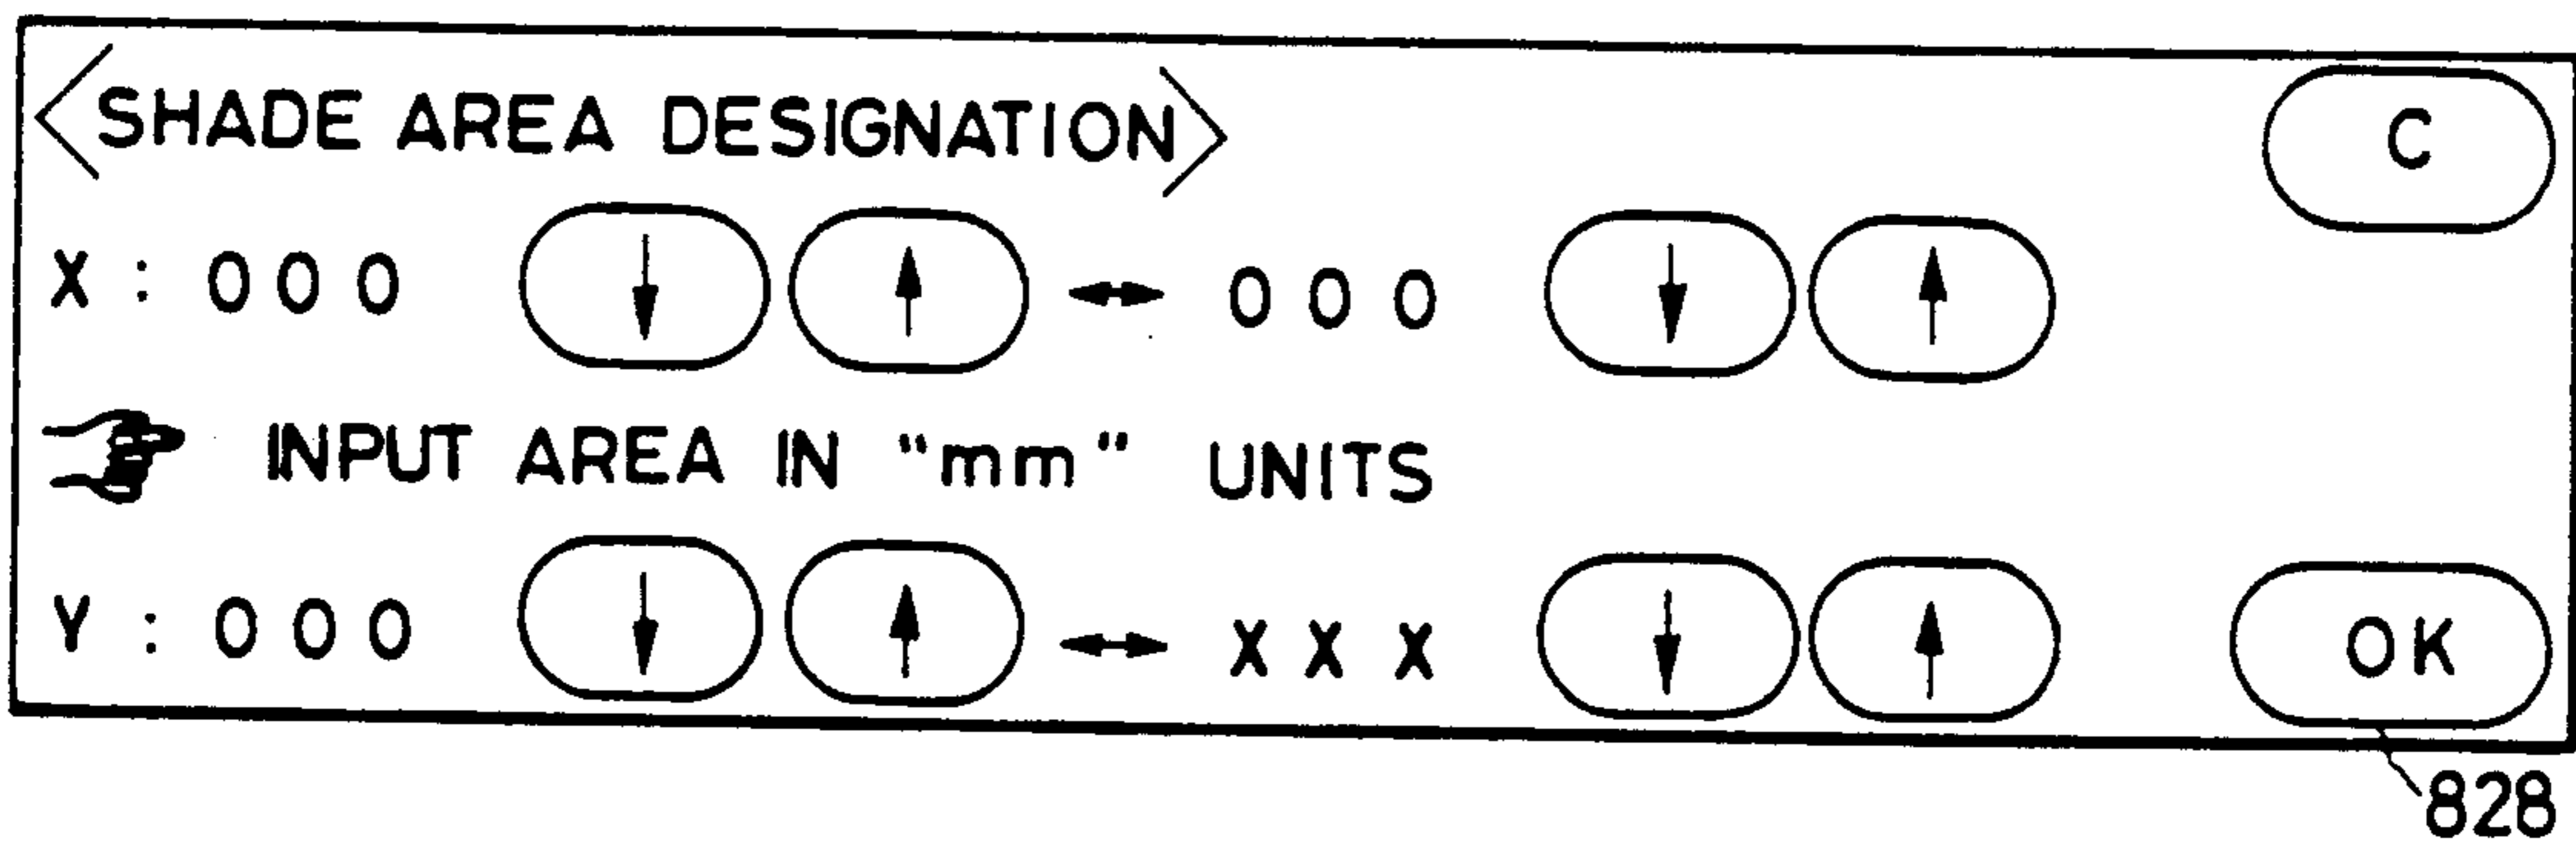 <SHADE AREA DESIGNATION> C
X : 000 ↓ ↑ ↔ 000 ↓ ↑
INPUT AREA IN "mm" UNITS
Y : 000 ↓ ↑ ↔ XXX ↓ ↑ OK
828